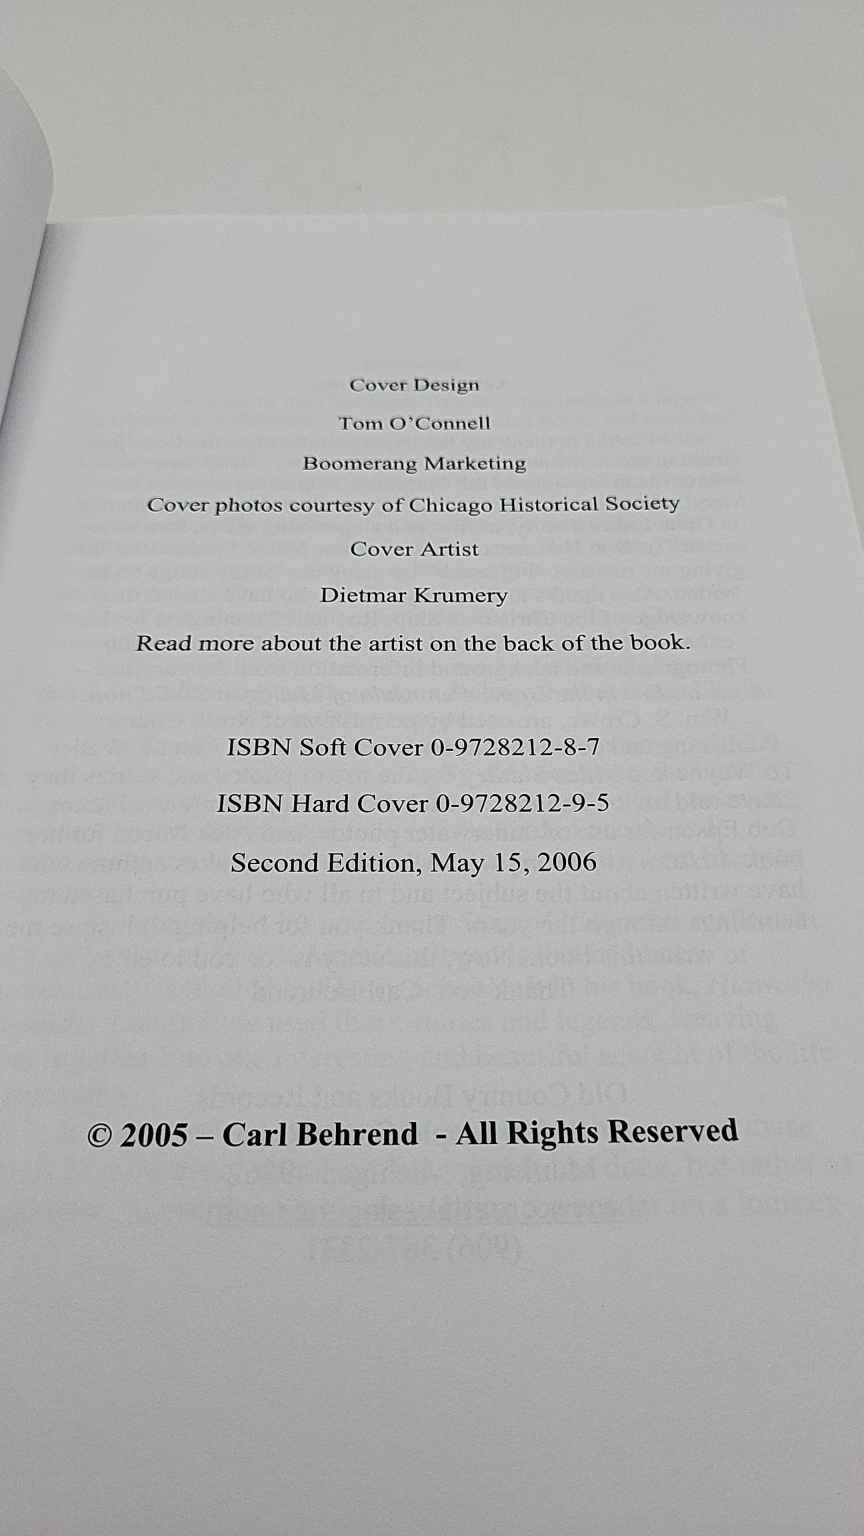 Cover Design
Tom O'Connell
Boomerang Marketing
Cover photos courtesy of Chicago Historical Society
Cover Artist
Dietmar Krumery
Read more about the artist on the back of the book.
ISBN Soft Cover 0-9728212-8-7
ISBN Hard Cover 0-9728212-9-5
Second Edition, May 15, 2006
© 2005 – Carl Behrend - All Rights Reserved